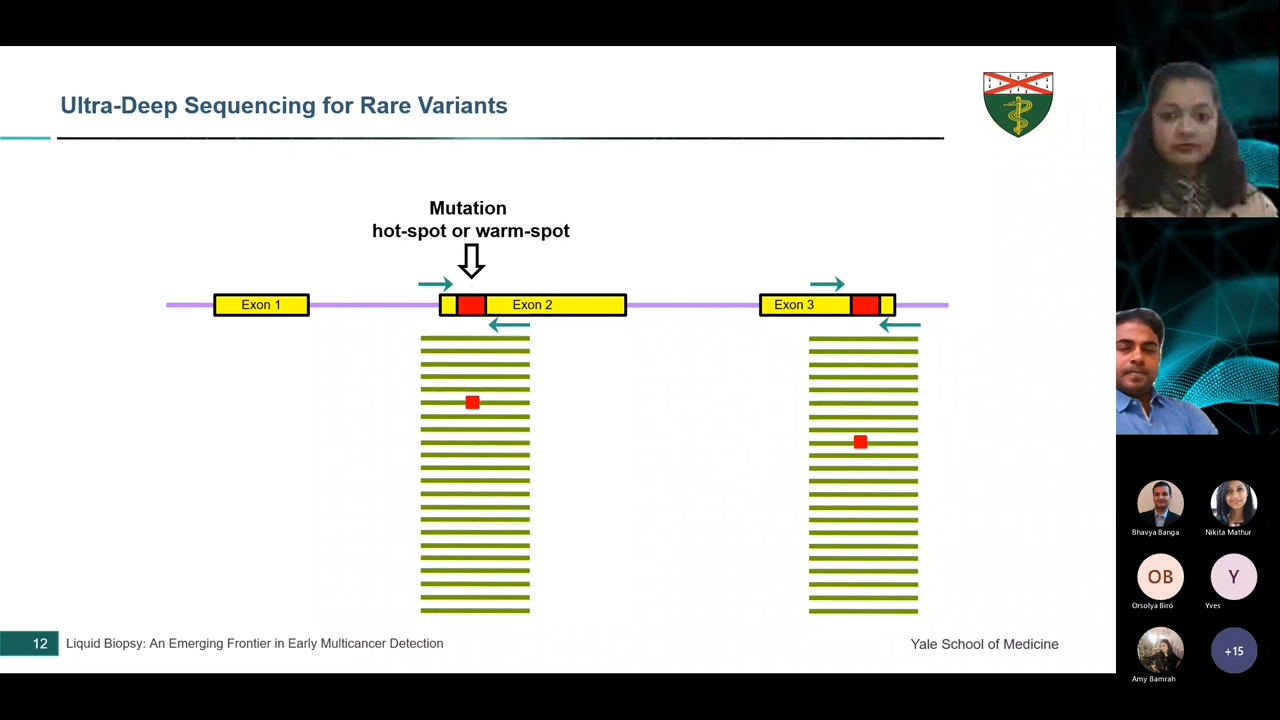 Ultra-Deep Sequencing for Rare Variants
Mutation
hot-spot or warm-spot
Exon 1
Exon 2
Exon 3
12
Liquid Biopsy: An Emerging Frontier in Early Multicancer Detection
Yale School of Medicine
Bhavya Banga
Nikita Mathur
OB
Y
Orsolya Biró
Yves
+15
Amy Bamrah